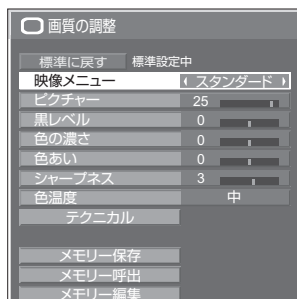 画質の調整
標準に戻す 標準設定中
映像メニュー スタンダード
ピクチャー 25
黒レベル 0
色の濃さ 0
色あい 0
シャープネス 3
色温度 中
テクニカル
メモリー保存
メモリー呼出
メモリー編集